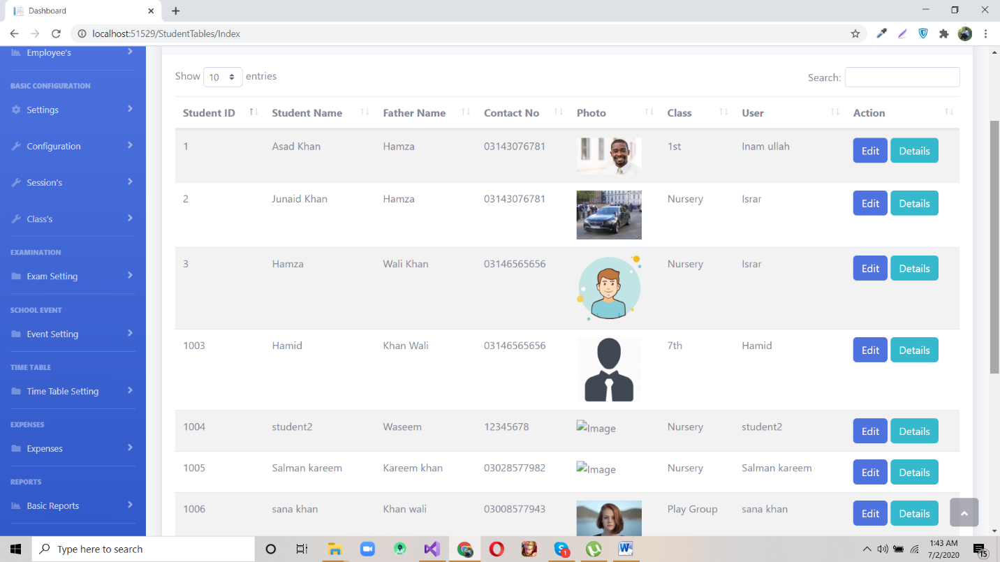 Dashboard
localhost:51529/StudentTables/Index
Employee's
BASIC CONFIGURATION
Settings
Configuration
Session's
Class's
EXAMINATION
Exam Setting
SCHOOL EVENT
Event Setting
TIME TABLE
Time Table Setting
EXPENSES
Expenses
REPORTS
Basic Reports
Show 10 entries
Search:
Student ID Student Name Father Name Contact No Photo Class User Action
1 Asad Khan Hamza 03143076781 1st Inam ullah Edit Details
2 Junaid Khan Hamza 03143076781 Nursery Israr Edit Details
3 Hamza Wali Khan 03146565656 Nursery Israr Edit Details
1003 Hamid Khan Wali 03146565656 7th Hamid Edit Details
1004 student2 Waseem 12345678 Image Nursery student2 Edit Details
1005 Salman kareem Kareem khan 03028577982 Image Nursery Salman kareem Edit Details
1006 sana khan Khan wali 03008577943 Play Group sana khan Edit Details
Type here to search
1
W
1:43 AM
7/2/2020
15